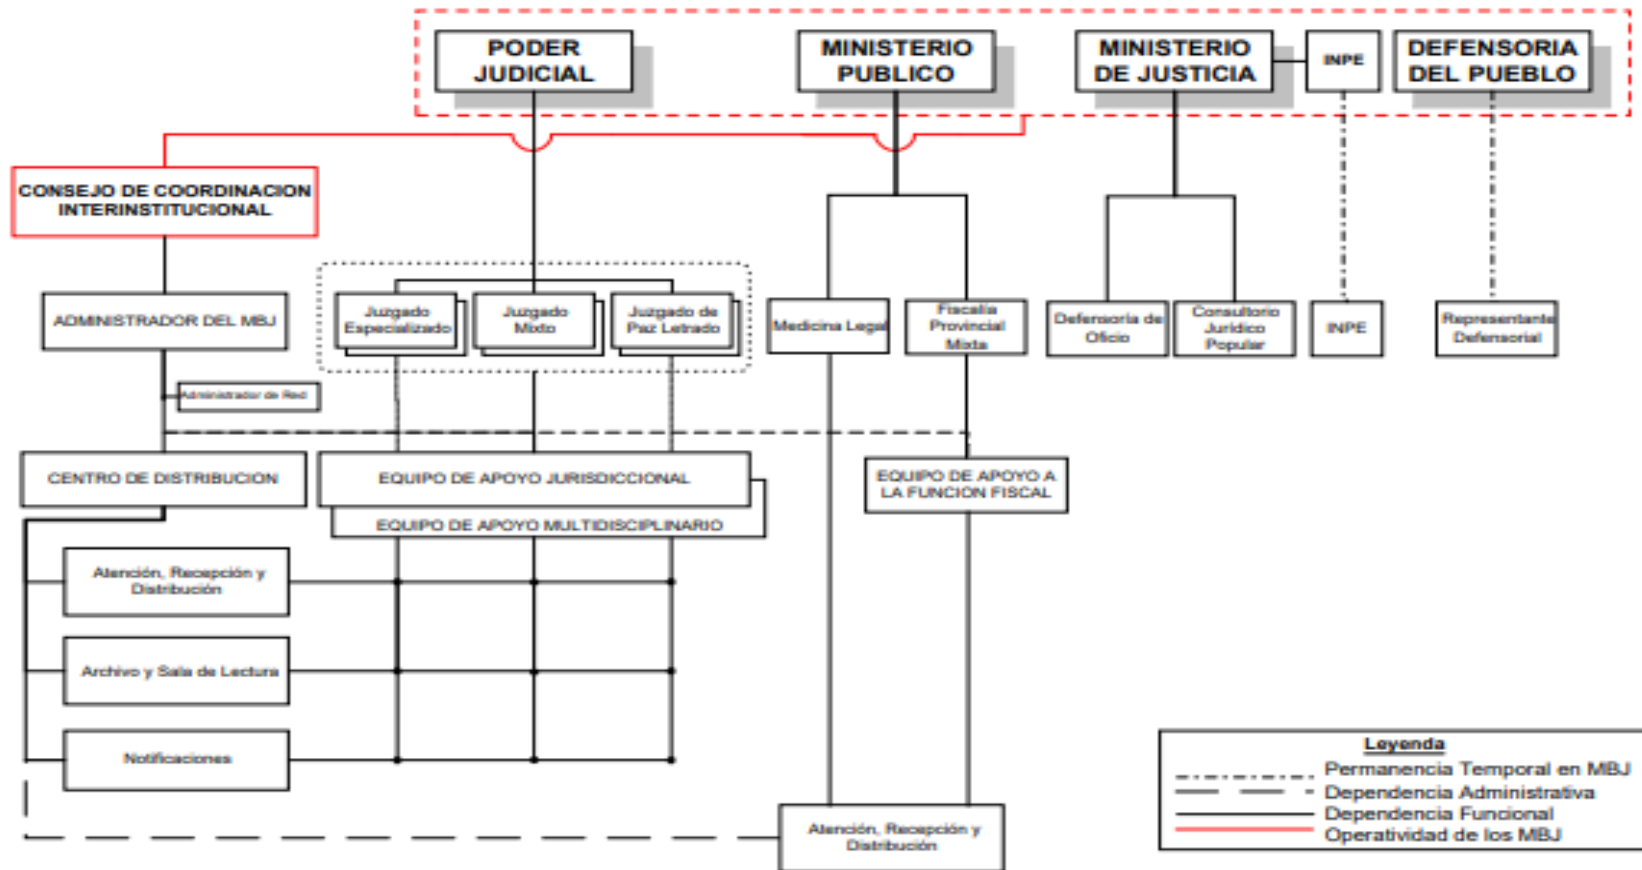 PODER
JUDICIAL
MINISTERIO
PUBLICO
MINISTERIO
DE JUSTICIA
INPE
DEFENSORIA
DEL PUEBLO
CONSEJO DE COORDINACION
INTERINSTITUCIONAL
ADMINISTRADOR DEL MBJ
Juzgado
Especializado
Juzgado
Mixto
Juzgado de
Paz Letrado
Medicina Legal
Fiscalía
Provincial
Mixta
Defensoría de
Oficio
Consultorio
Jurídico
Popular
INPE
Representante
Defensorial
Administrador de Red
CENTRO DE DISTRIBUCION
EQUIPO DE APOYO JURISDICCIONAL
EQUIPO DE APOYO MULTIDISCIPLINARIO
EQUIPO DE APOYO A
LA FUNCION FISCAL
Atención, Recepción y
Distribución
Archivo y Sala de Lectura
Notificaciones
Atención, Recepción y
Distribución
Leyenda
Permanencia Temporal en MBJ
Dependencia Administrativa
Dependencia Funcional
Operatividad de los MBJ